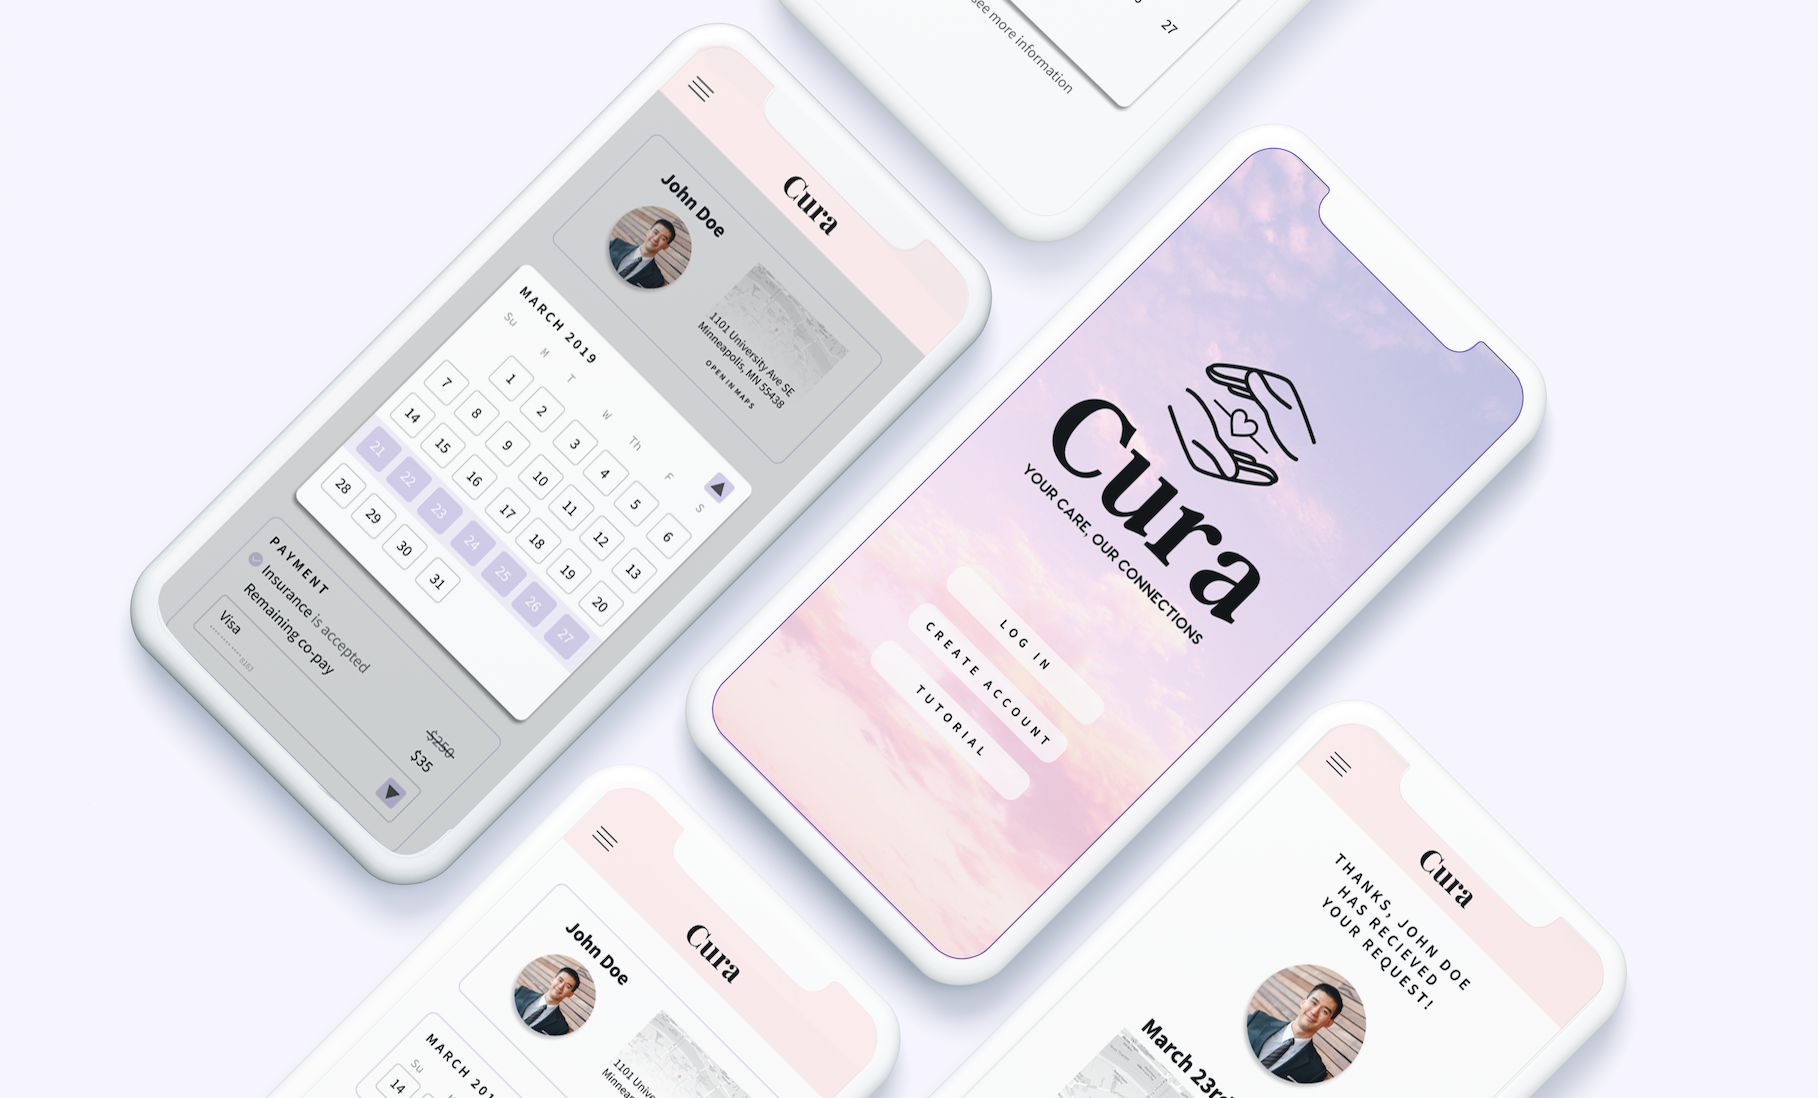 27
see more information
Cura
John Doe
1101 University Ave SE
Minneapolis, MN 55438
OPEN IN MAPS
MARCH 2019
Su M T W Th F S
1 2 3 4 5 6
7 8 9 10 11 12 13
14 15 16 17 18 19 20
21 22 23 24 25 26 27
28 29 30 31
PAYMENT
Insurance is accepted
Remaining co-pay
Visa
8183
$250
$35
Cura
YOUR CARE, OUR CONNECTIONS
LOG IN
CREATE ACCOUNT
TUTORIAL
Cura
John Doe
1101 Unive
Minnea
MARCH 201
Su
14
Cura
THANKS, JOHN DOE
HAS RECIEVED
YOUR REQUEST!
March 23rd